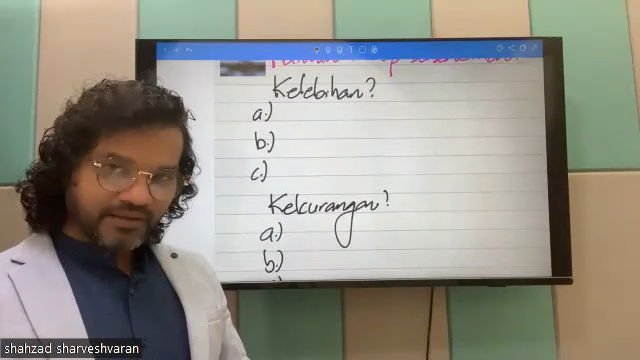 Kelebihan?
a.)
b.)
c.)
Kekurangan?
a.)
b.)
shahzad sharveshvaran